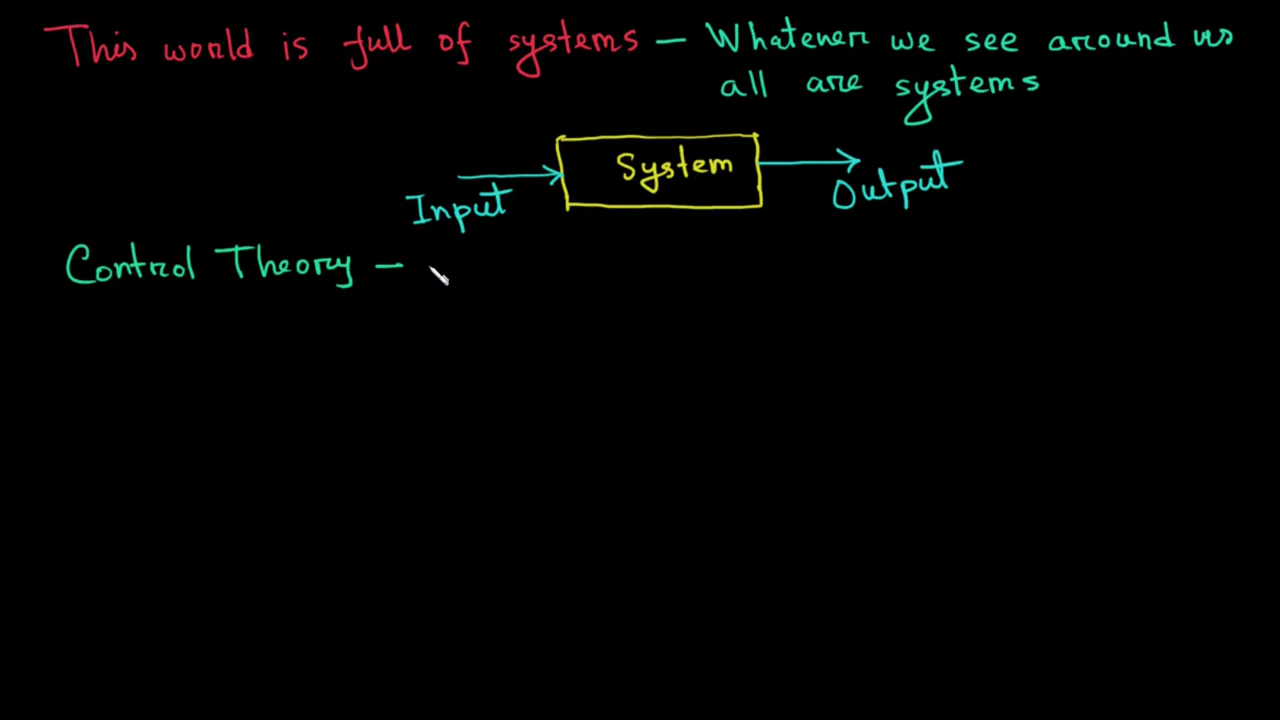 This world is full of systems - Whatever we see around us
all are systems
System
Input
Output
Control Theory -